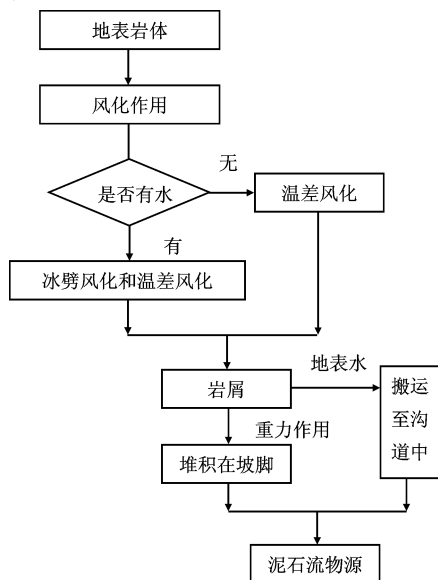 地表岩体
风化作用
无
是否有水
温差风化
有
冰劈风化和温差风化
地表水
岩屑
搬运
至沟
道中
重力作用
堆积在坡脚
泥石流物源